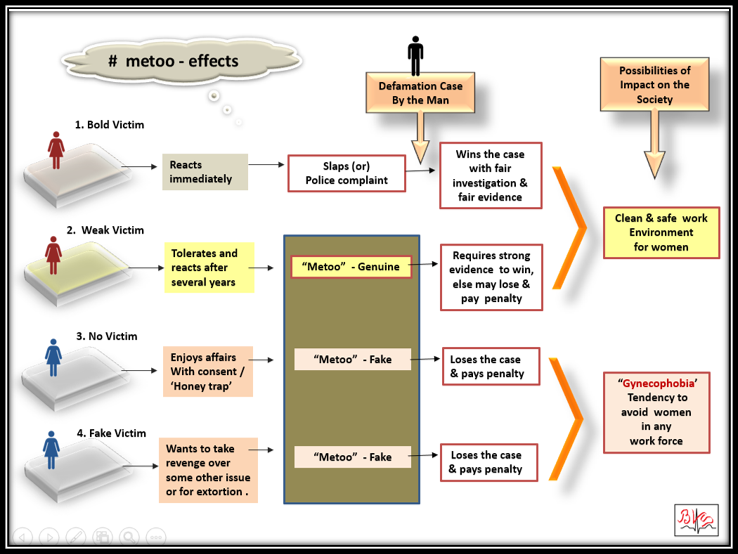 # metoo - effects
Defamation Case
By the Man
Possibilities of
Impact on the
Society
1. Bold Victim
Reacts
immediately
Slaps (or)
Police complaint
Wins the case
with fair
investigation &
fair evidence
Clean & safe work
Environment
for women
2. Weak Victim
Tolerates and
reacts after
several years
“Metoo” - Genuine
Requires strong
evidence to win,
else may lose &
pay penalty
3. No Victim
Enjoys affairs
With consent /
‘Honey trap’
“Metoo” - Fake
Loses the case
& pays penalty
“Gynecophobia’
Tendency to
avoid women
in any
work force
4. Fake Victim
Wants to take
revenge over
some other issue
or for extortion .
“Metoo” - Fake
Loses the case
& pays penalty